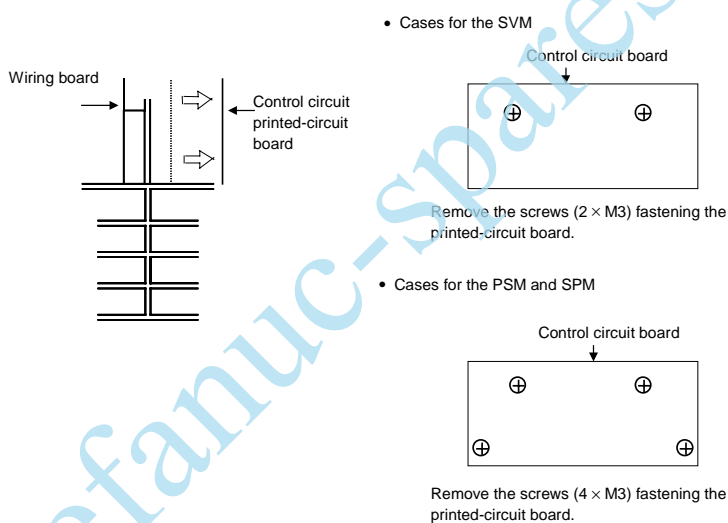 • Cases for the SVM
Control circuit board
Wiring board
Control circuit
printed-circuit
board
Remove the screws (2 × M3) fastening the
printed-circuit board.
• Cases for the PSM and SPM
Control circuit board
Remove the screws (4 × M3) fastening the
printed-circuit board.
efanuc-spares